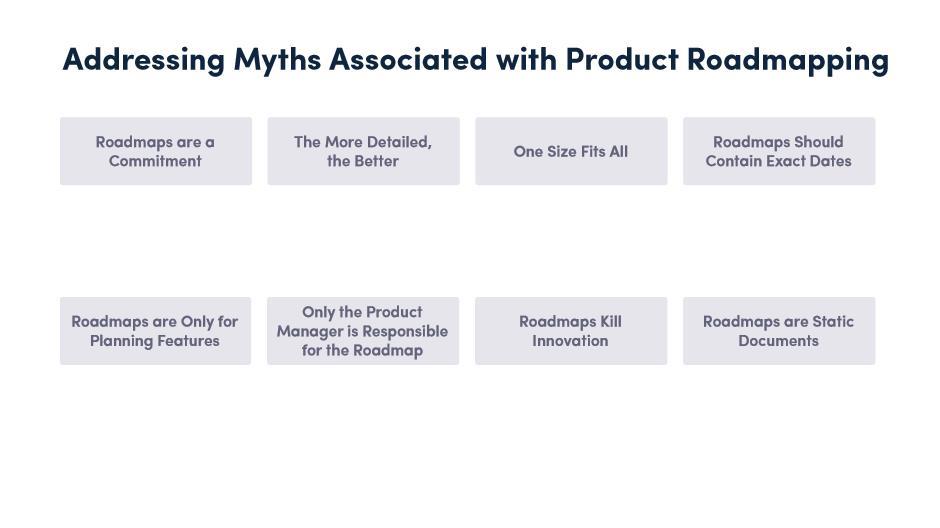 Addressing Myths Associated with Product Roadmapping
Roadmaps are a
Commitment
The More Detailed,
the Better
One Size Fits All
Roadmaps Should
Contain Exact Dates
Roadmaps are Only for
Planning Features
Only the Product
Manager is Responsible
for the Roadmap
Roadmaps Kill
Innovation
Roadmaps are Static
Documents